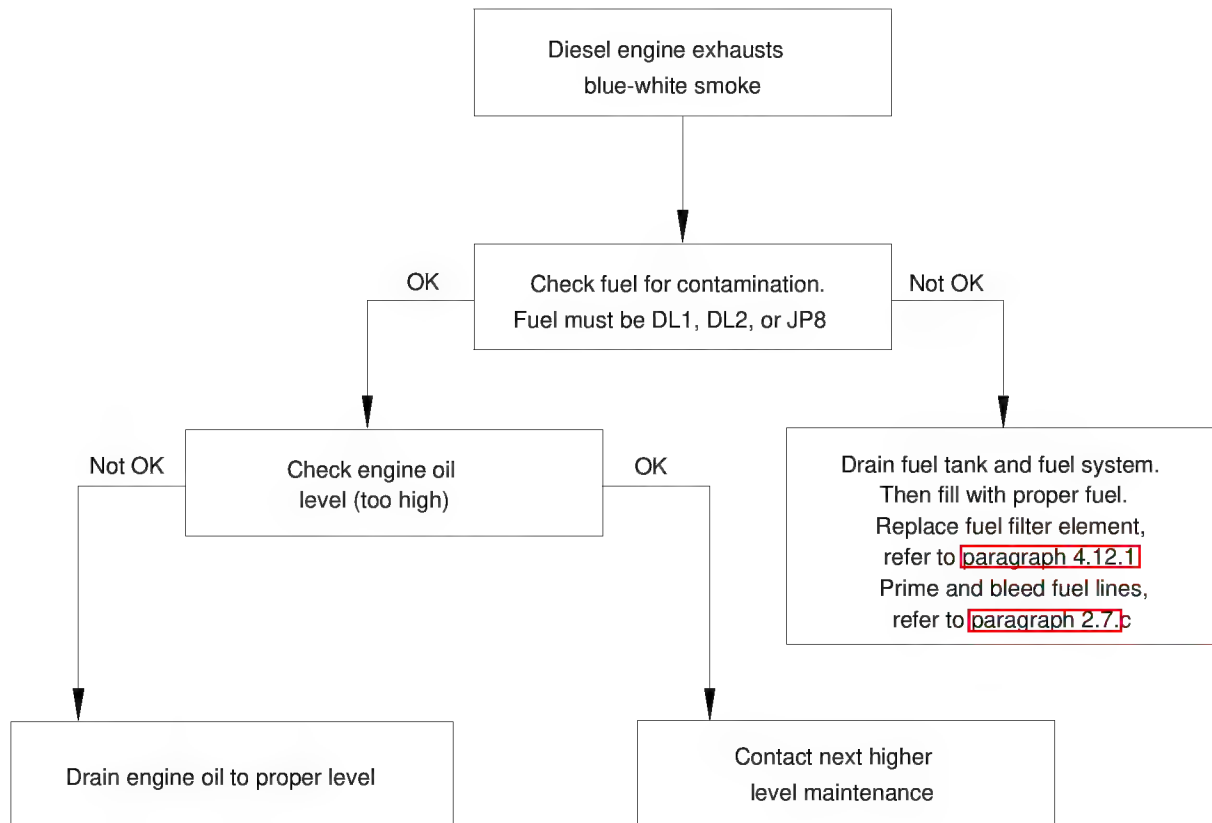 Diesel engine exhausts
blue-white smoke
OK
Check fuel for contamination.
Fuel must be DL1, DL2, or JP8
Not OK
Not OK
Check engine oil
level (too high)
OK
Drain fuel tank and fuel system.
Then fill with proper fuel.
Replace fuel filter element,
refer to paragraph 4.12.1
Prime and bleed fuel lines,
refer to paragraph 2.7.c
Drain engine oil to proper level
Contact next higher
level maintenance